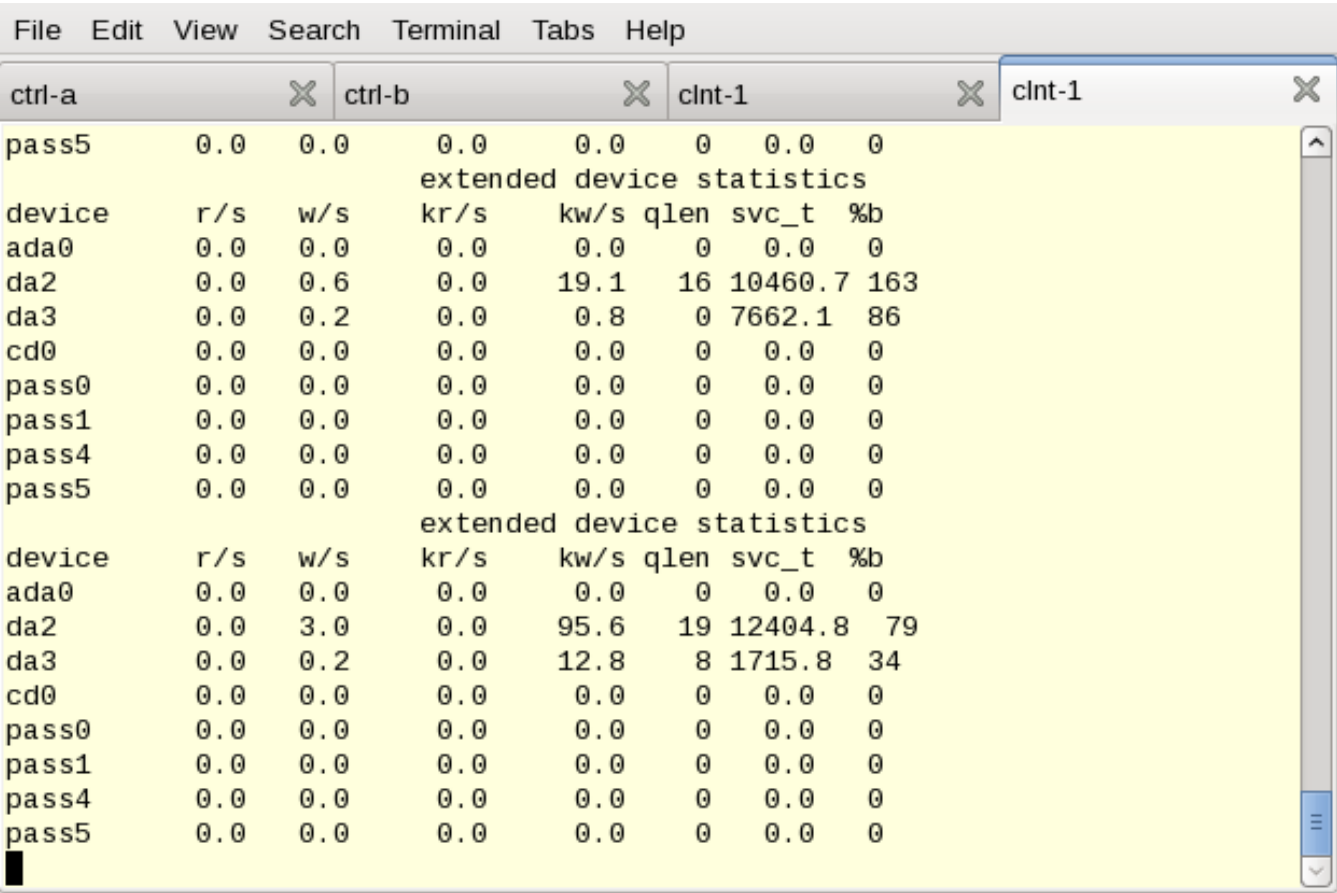 File Edit View Search Terminal Tabs Help
ctrl-a ctrl-b clnt-1 clnt-1
pass5 0.0 0.0 0.0 0.0 0 0.0 0
extended device statistics
device r/s w/s kr/s kw/s qlen svc_t %b
ada0 0.0 0.0 0.0 0.0 0 0.0 0
da2 0.0 0.6 0.0 19.1 16 10460.7 163
da3 0.0 0.2 0.0 0.8 0 7662.1 86
cd0 0.0 0.0 0.0 0.0 0 0.0 0
pass0 0.0 0.0 0.0 0.0 0 0.0 0
pass1 0.0 0.0 0.0 0.0 0 0.0 0
pass4 0.0 0.0 0.0 0.0 0 0.0 0
pass5 0.0 0.0 0.0 0.0 0 0.0 0
extended device statistics
device r/s w/s kr/s kw/s qlen svc_t %b
ada0 0.0 0.0 0.0 0.0 0 0.0 0
da2 0.0 3.0 0.0 95.6 19 12404.8 79
da3 0.0 0.2 0.0 12.8 8 1715.8 34
cd0 0.0 0.0 0.0 0.0 0 0.0 0
pass0 0.0 0.0 0.0 0.0 0 0.0 0
pass1 0.0 0.0 0.0 0.0 0 0.0 0
pass4 0.0 0.0 0.0 0.0 0 0.0 0
pass5 0.0 0.0 0.0 0.0 0 0.0 0